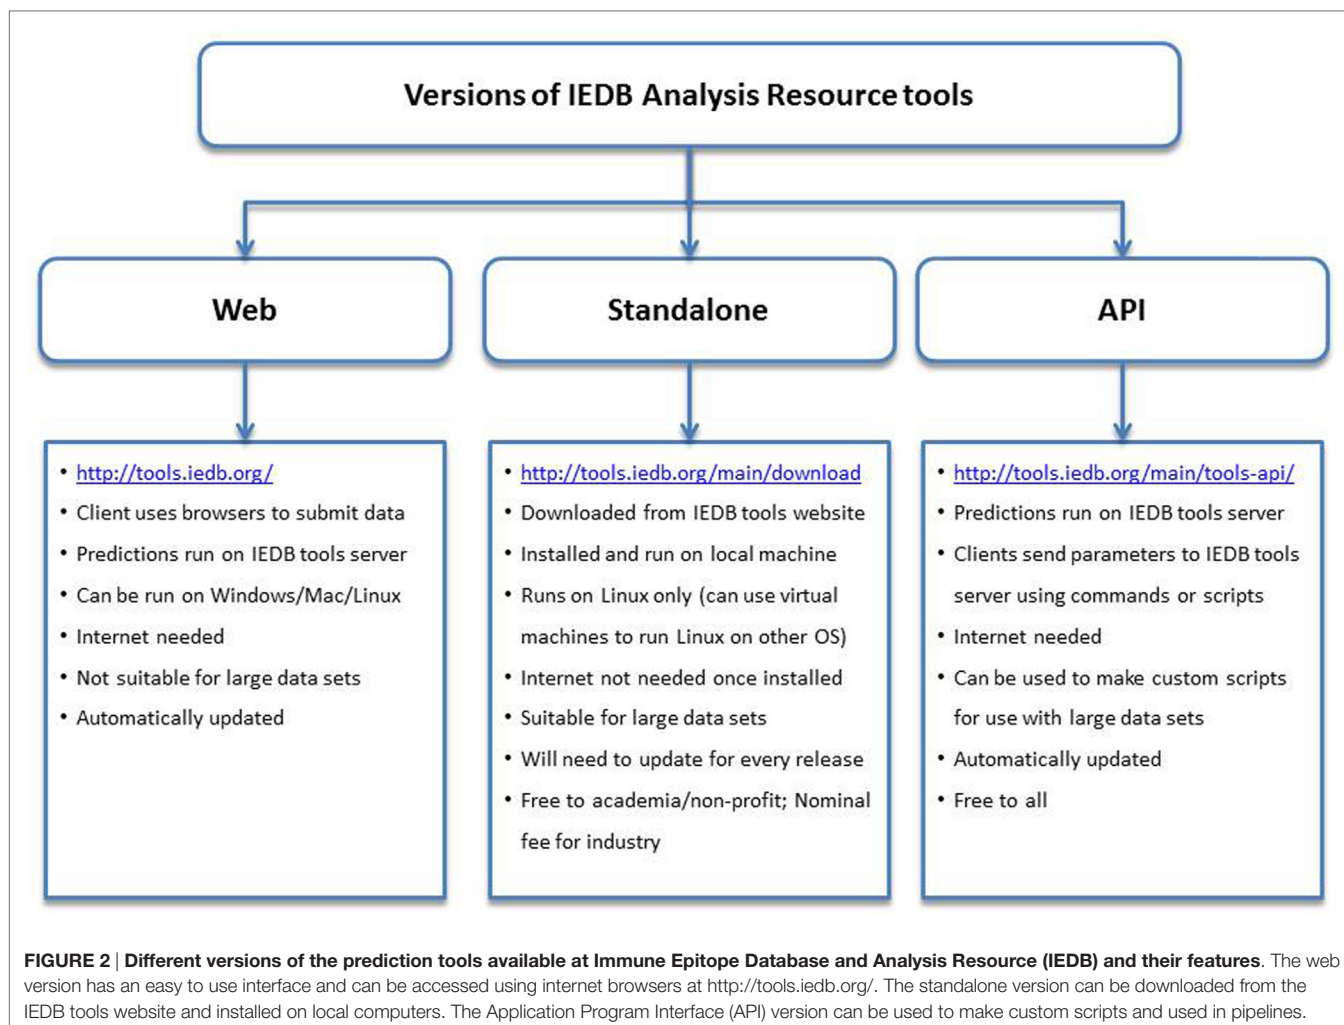 Versions of IEDB Analysis Resource tools
Web
Standalone
API
• http://tools.iedb.org/
• Client uses browsers to submit data
• Predictions run on IEDB tools server
• Can be run on Windows/Mac/Linux
• Internet needed
• Not suitable for large data sets
• Automatically updated
• http://tools.iedb.org/main/download
• Downloaded from IEDB tools website
• Installed and run on local machine
• Runs on Linux only (can use virtual
machines to run Linux on other OS)
• Internet not needed once installed
• Suitable for large data sets
• Will need to update for every release
• Free to academia/non-profit; Nominal
fee for industry
• http://tools.iedb.org/main/tools-api/
• Predictions run on IEDB tools server
• Clients send parameters to IEDB tools
server using commands or scripts
• Internet needed
• Can be used to make custom scripts
for use with large data sets
• Automatically updated
• Free to all
FIGURE 2 | Different versions of the prediction tools available at Immune Epitope Database and Analysis Resource (IEDB) and their features. The web
version has an easy to use interface and can be accessed using internet browsers at http://tools.iedb.org/. The standalone version can be downloaded from the
IEDB tools website and installed on local computers. The Application Program Interface (API) version can be used to make custom scripts and used in pipelines.